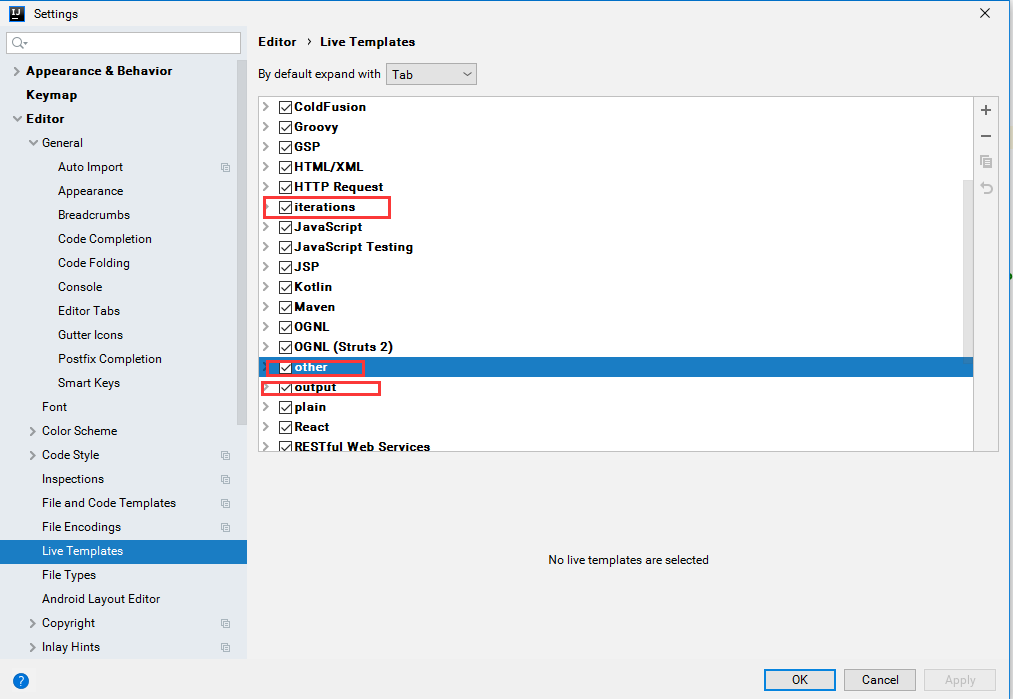 IJ Settings
Editor › Live Templates
By default expand with Tab
Appearance & Behavior
Keymap
Editor
General
Auto Import
Appearance
Breadcrumbs
Code Completion
Code Folding
Console
Editor Tabs
Gutter Icons
Postfix Completion
Smart Keys
Font
Color Scheme
Code Style
Inspections
File and Code Templates
File Encodings
Live Templates
File Types
Android Layout Editor
Copyright
Inlay Hints
ColdFusion
Groovy
GSP
HTML/XML
HTTP Request
iterations
JavaScript
JavaScript Testing
JSP
Kotlin
Maven
OGNL
OGNL (Struts 2)
other
output
plain
React
RESTful Web Services
No live templates are selected
?
OK Cancel Apply